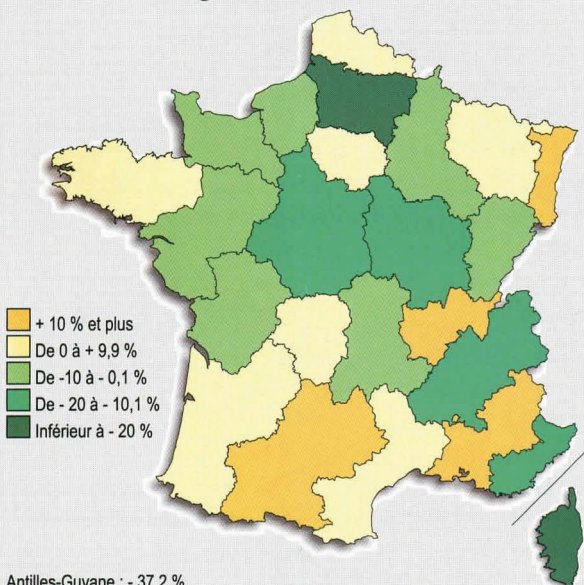 + 10 % et plus
De 0 à + 9,9 %
De -10 à - 0,1 %
De - 20 à - 10,1 %
Inférieur à - 20 %
Antilles-Guyane : - 37,2 %